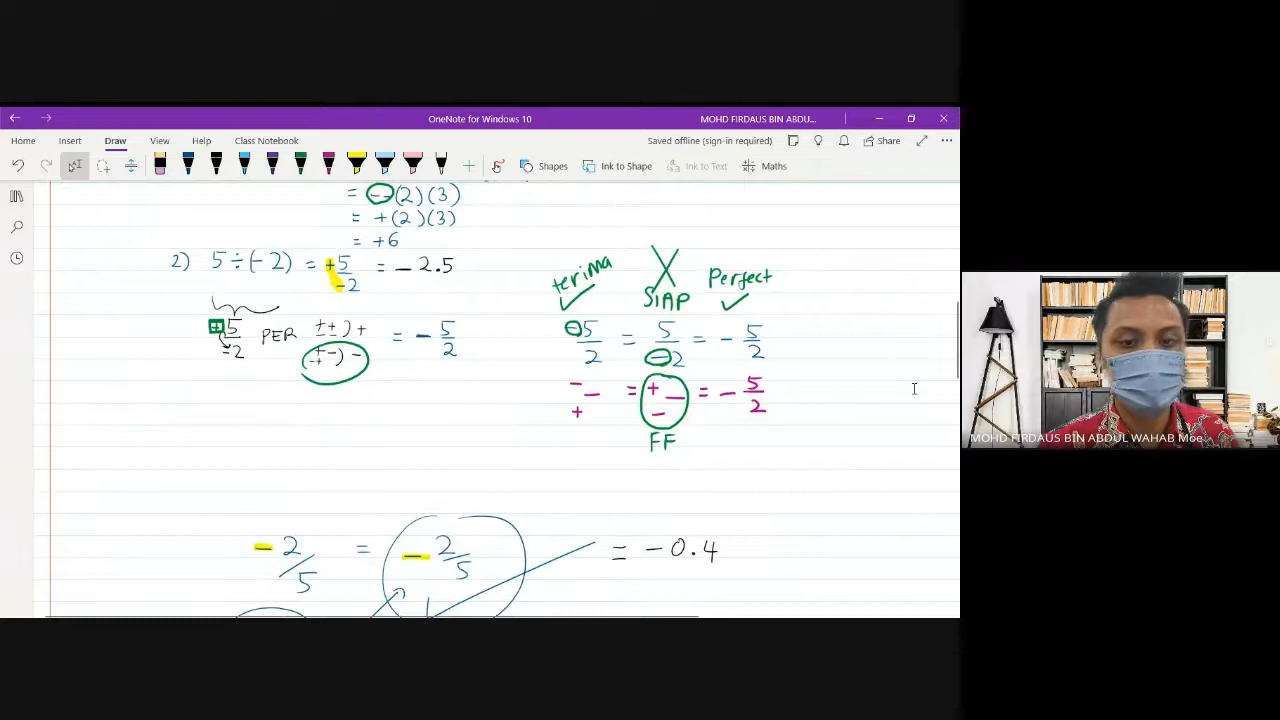 OneNote for Windows 10
MOHD FIRDAUS BIN ABDU...
Home Insert Draw View Help Class Notebook
Saved offline (sign-in required) Share
Shapes Ink to Shape Ink to Text Maths
= --(2)(3)
= +(2)(3)
= +6
2) 5 ÷ (-2) = +5/-2 = -2.5
terima X Perfect
SIAP
+5/-2 PER ++) + = -5/2
+-) -
-5/2 = 5/-2 = -5/2
- - = + - = -5/2
+ -
FF
-2/5 = -2/5 = -0.4
MOHD FIRDAUS BIN ABDUL WAHAB Moe